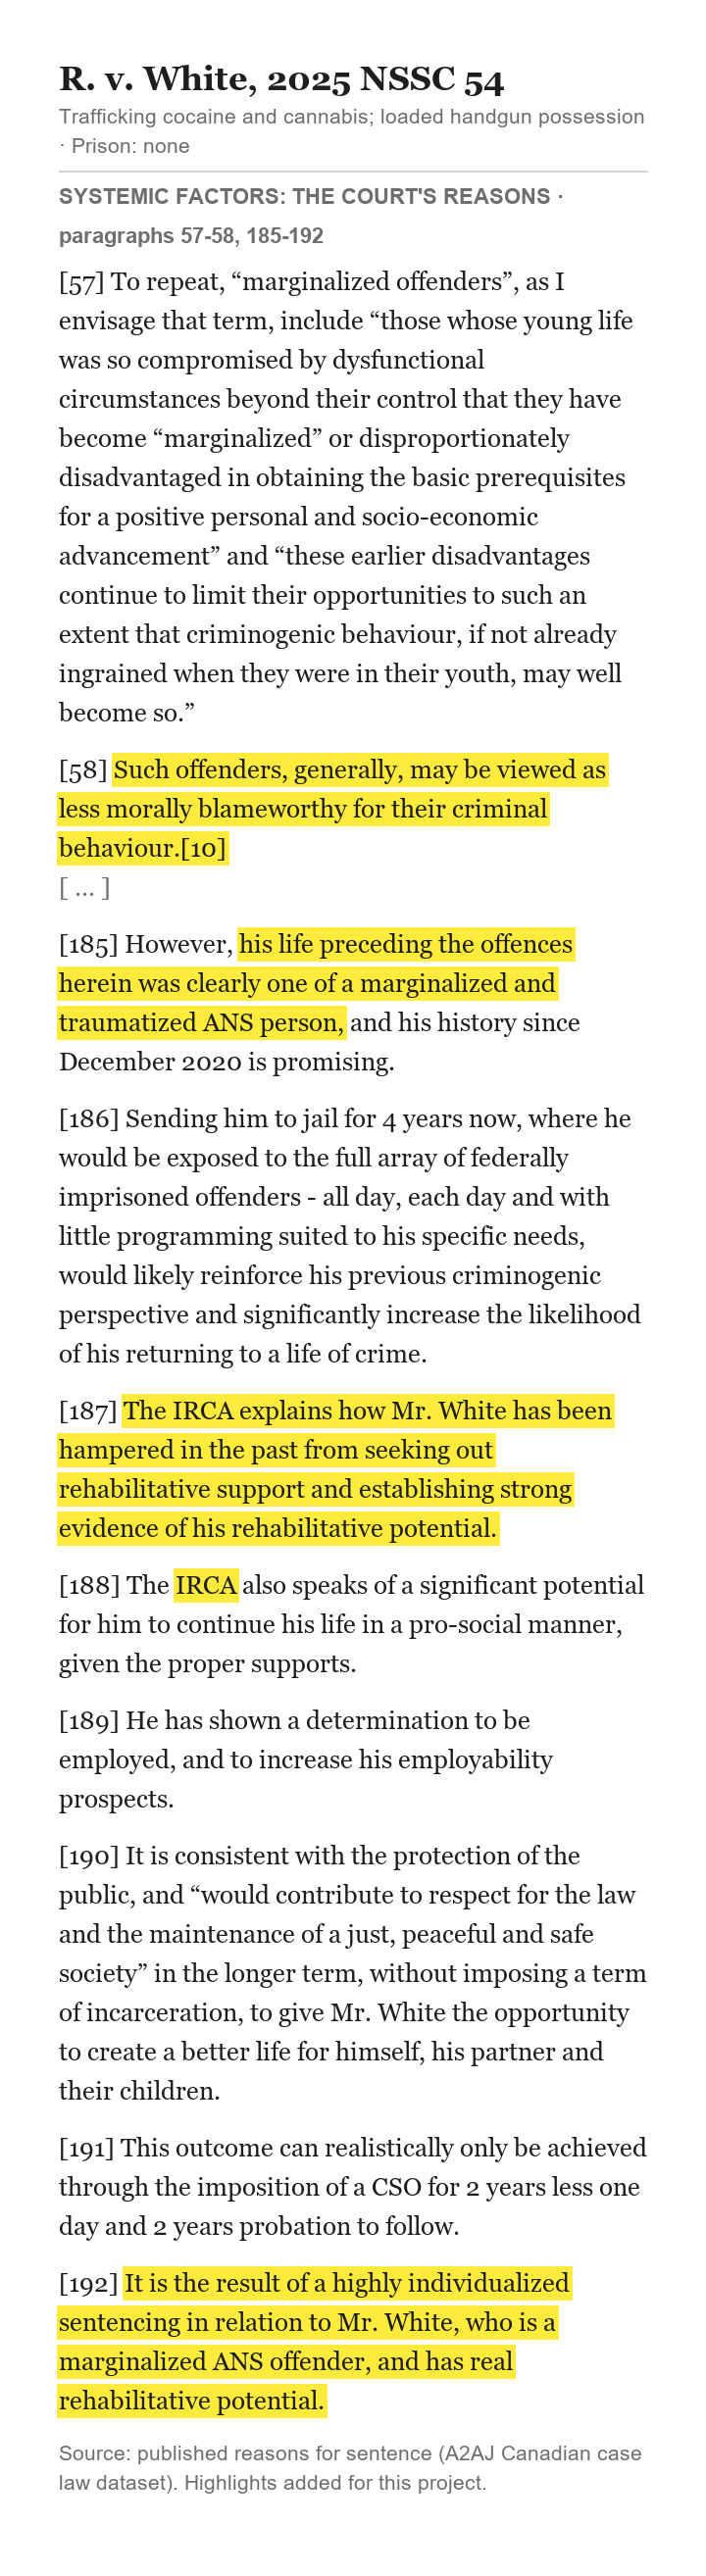 R. v. White, 2025 NSSC 54
Trafficking cocaine and cannabis; loaded handgun possession
· Prison: none
SYSTEMIC FACTORS: THE COURT'S REASONS ·
paragraphs 57-58, 185-192
[57] To repeat, “marginalized offenders”, as I
envisage that term, include “those whose young life
was so compromised by dysfunctional
circumstances beyond their control that they have
become “marginalized” or disproportionately
disadvantaged in obtaining the basic prerequisites
for a positive personal and socio-economic
advancement” and “these earlier disadvantages
continue to limit their opportunities to such an
extent that criminogenic behaviour, if not already
ingrained when they were in their youth, may well
become so.”
[58] Such offenders, generally, may be viewed as
less morally blameworthy for their criminal
behaviour.[10]
[ ... ]
[185] However, his life preceding the offences
herein was clearly one of a marginalized and
traumatized ANS person, and his history since
December 2020 is promising.
[186] Sending him to jail for 4 years now, where he
would be exposed to the full array of federally
imprisoned offenders - all day, each day and with
little programming suited to his specific needs,
would likely reinforce his previous criminogenic
perspective and significantly increase the likelihood
of his returning to a life of crime.
[187] The IRCA explains how Mr. White has been
hampered in the past from seeking out
rehabilitative support and establishing strong
evidence of his rehabilitative potential.
[188] The IRCA also speaks of a significant potential
for him to continue his life in a pro-social manner,
given the proper supports.
[189] He has shown a determination to be
employed, and to increase his employability
prospects.
[190] It is consistent with the protection of the
public, and “would contribute to respect for the law
and the maintenance of a just, peaceful and safe
society” in the longer term, without imposing a term
of incarceration, to give Mr. White the opportunity
to create a better life for himself, his partner and
their children.
[191] This outcome can realistically only be achieved
through the imposition of a CSO for 2 years less one
day and 2 years probation to follow.
[192] It is the result of a highly individualized
sentencing in relation to Mr. White, who is a
marginalized ANS offender, and has real
rehabilitative potential.
Source: published reasons for sentence (A2AJ Canadian case
law dataset). Highlights added for this project.